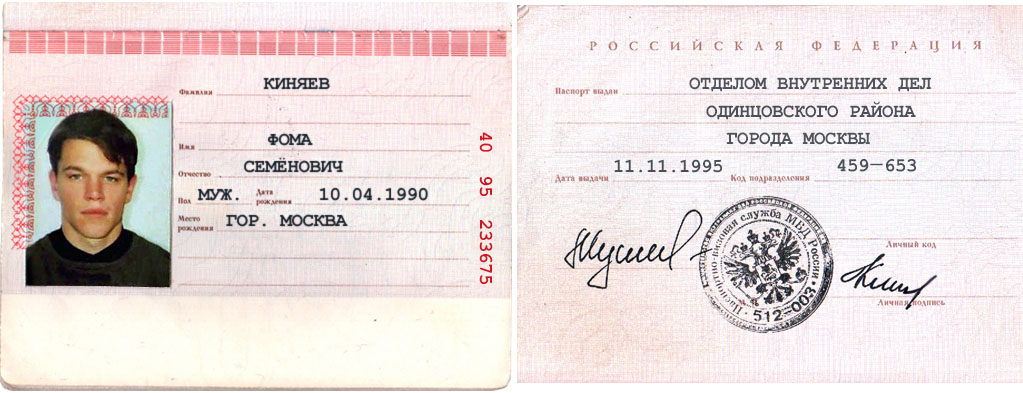 КИНЯЕВ
Фамилия
ФОМА
Имя
СЕМЁНОВИЧ
Отчество
Пол МУЖ. Дата рождения 10.04.1990
Место рождения ГОР. МОСКВА
40 95 233675
РОССИЙСКАЯ ФЕДЕРАЦИЯ
Паспорт выдан ОТДЕЛОМ ВНУТРЕННИХ ДЕЛ
ОДИНЦОВСКОГО РАЙОНА
ГОРОДА МОСКВЫ
Дата выдачи 11.11.1995 Код подразделения 459—653
Паспортно-визовая служба МВД России
512-003
Личный код
Личная подпись